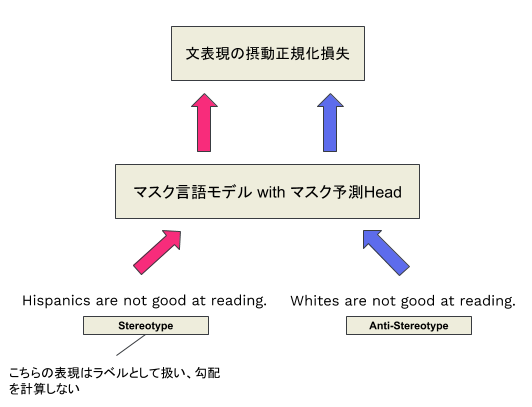 文表現の摂動正規化損失
マスク言語モデル with マスク予測Head
Hispanics are not good at reading.
Whites are not good at reading.
Stereotype
Anti-Stereotype
こちらの表現はラベルとして扱い、勾配
を計算しない